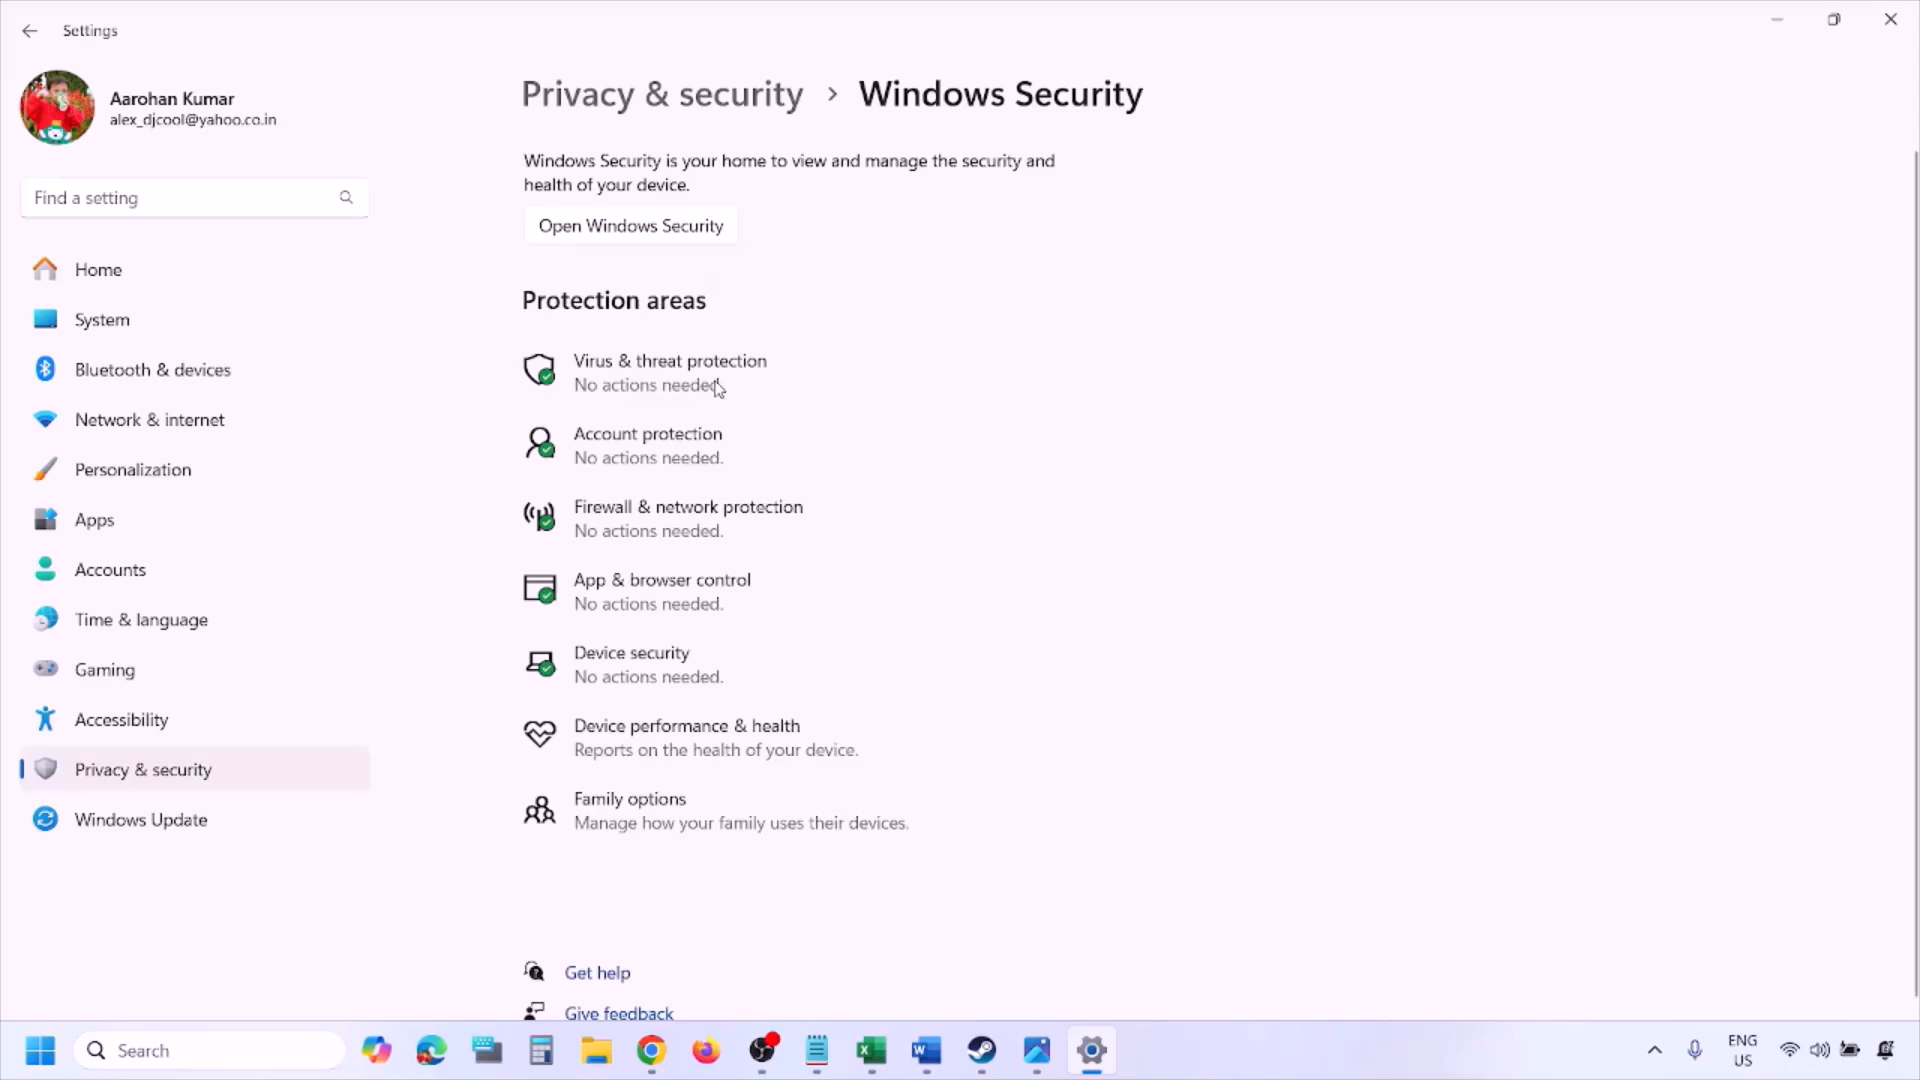 Settings
Aarohan Kumar
alex_djcool@yahoo.co.in
Find a setting
Home
System
Bluetooth & devices
Network & internet
Personalization
Apps
Accounts
Time & language
Gaming
Accessibility
Privacy & security
Windows Update
Privacy & security > Windows Security
Windows Security is your home to view and manage the security and
health of your device.
Open Windows Security
Protection areas
Virus & threat protection
No actions needed.
Account protection
No actions needed.
Firewall & network protection
No actions needed.
App & browser control
No actions needed.
Device security
No actions needed.
Device performance & health
Reports on the health of your device.
Family options
Manage how your family uses their devices.
Get help
Give feedback
Search
ENG
US